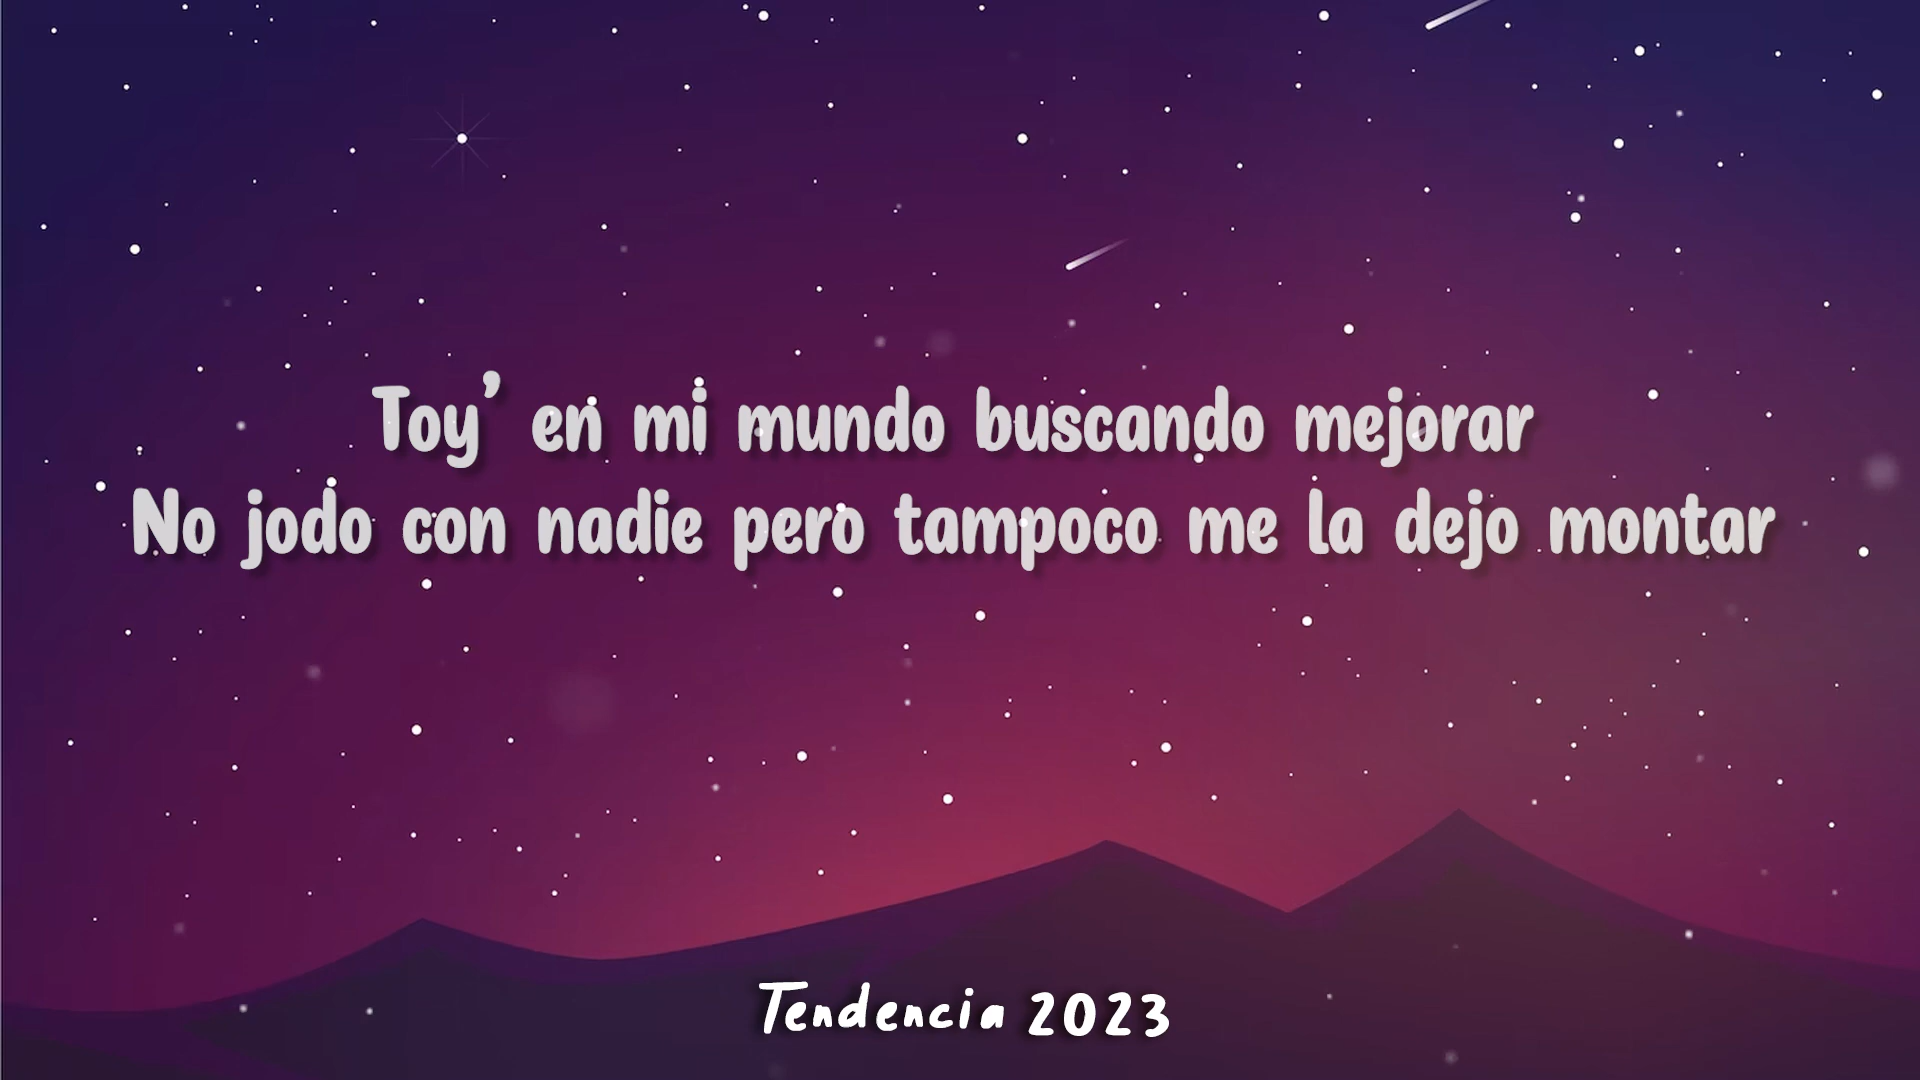 Toy’ en mi mundo buscando mejorar
No jodo con nadie pero tampoco me la dejo montar
Tendencia 2023